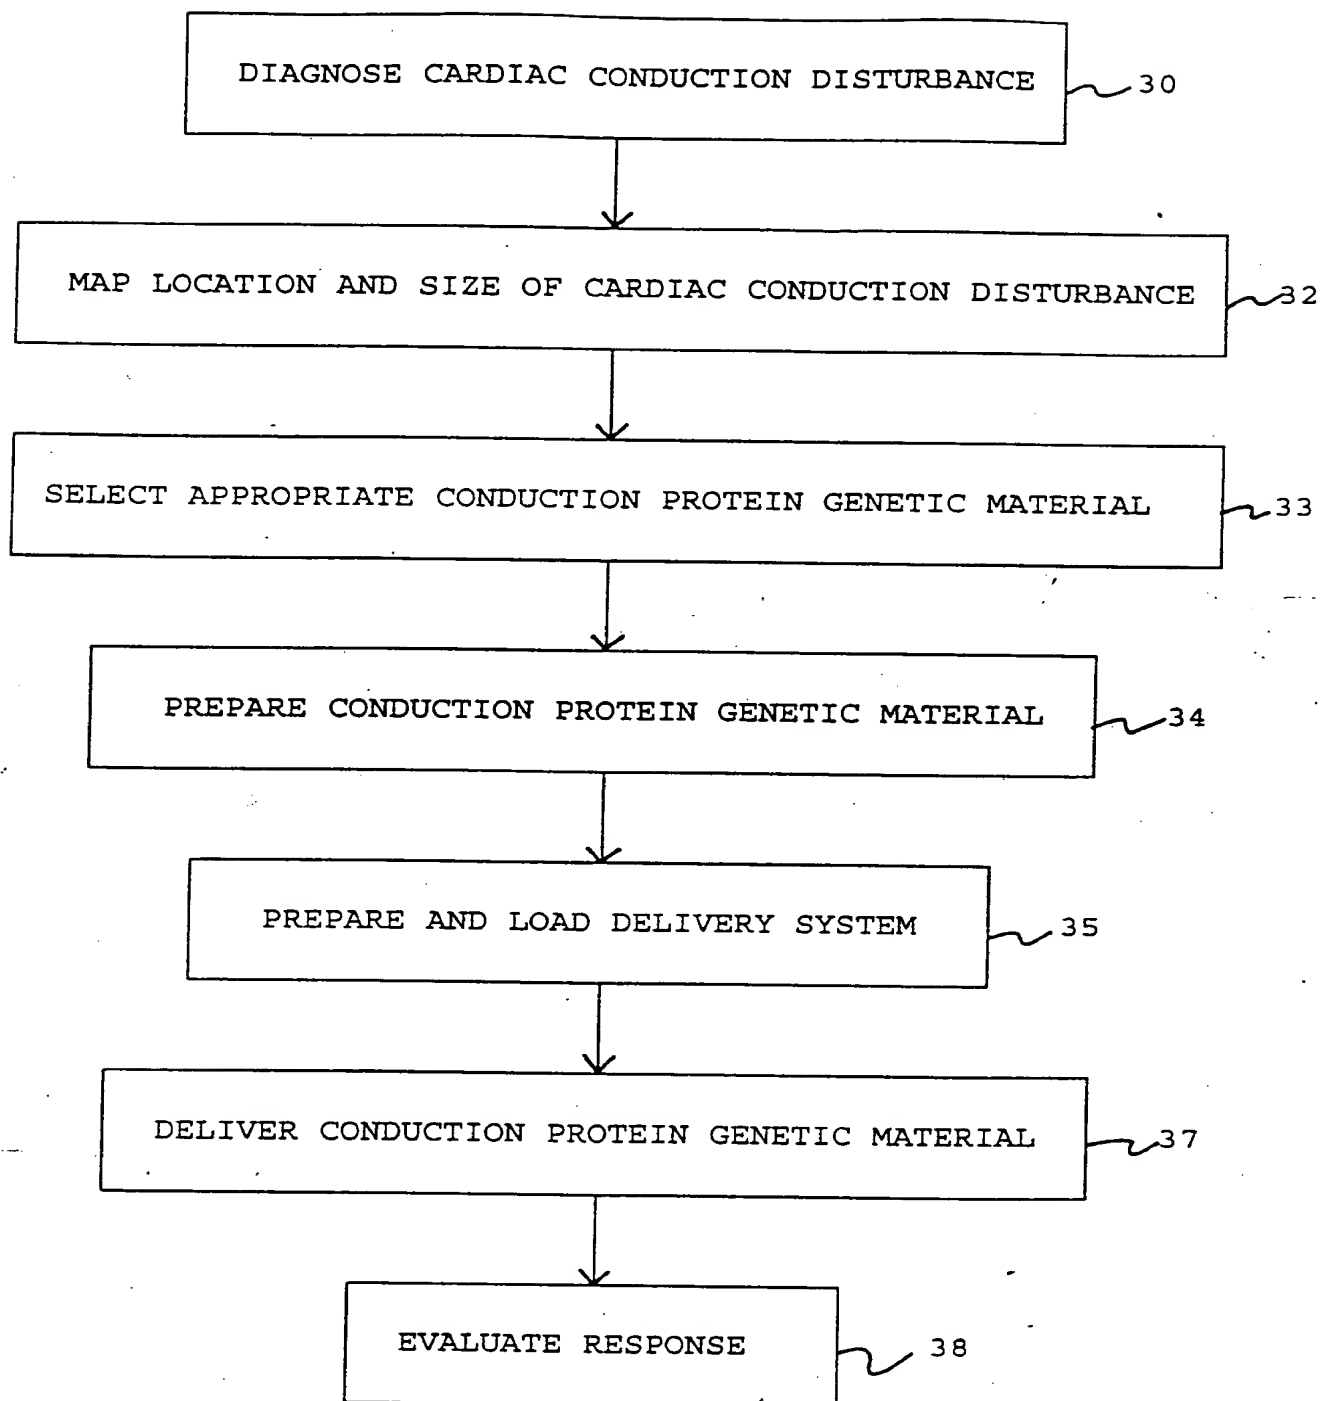 DIAGNOSE CARDIAC CONDUCTION DISTURBANCE 30
MAP LOCATION AND SIZE OF CARDIAC CONDUCTION DISTURBANCE 32
SELECT APPROPRIATE CONDUCTION PROTEIN GENETIC MATERIAL 33
PREPARE CONDUCTION PROTEIN GENETIC MATERIAL 34
PREPARE AND LOAD DELIVERY SYSTEM 35
DELIVER CONDUCTION PROTEIN GENETIC MATERIAL 37
EVALUATE RESPONSE 38